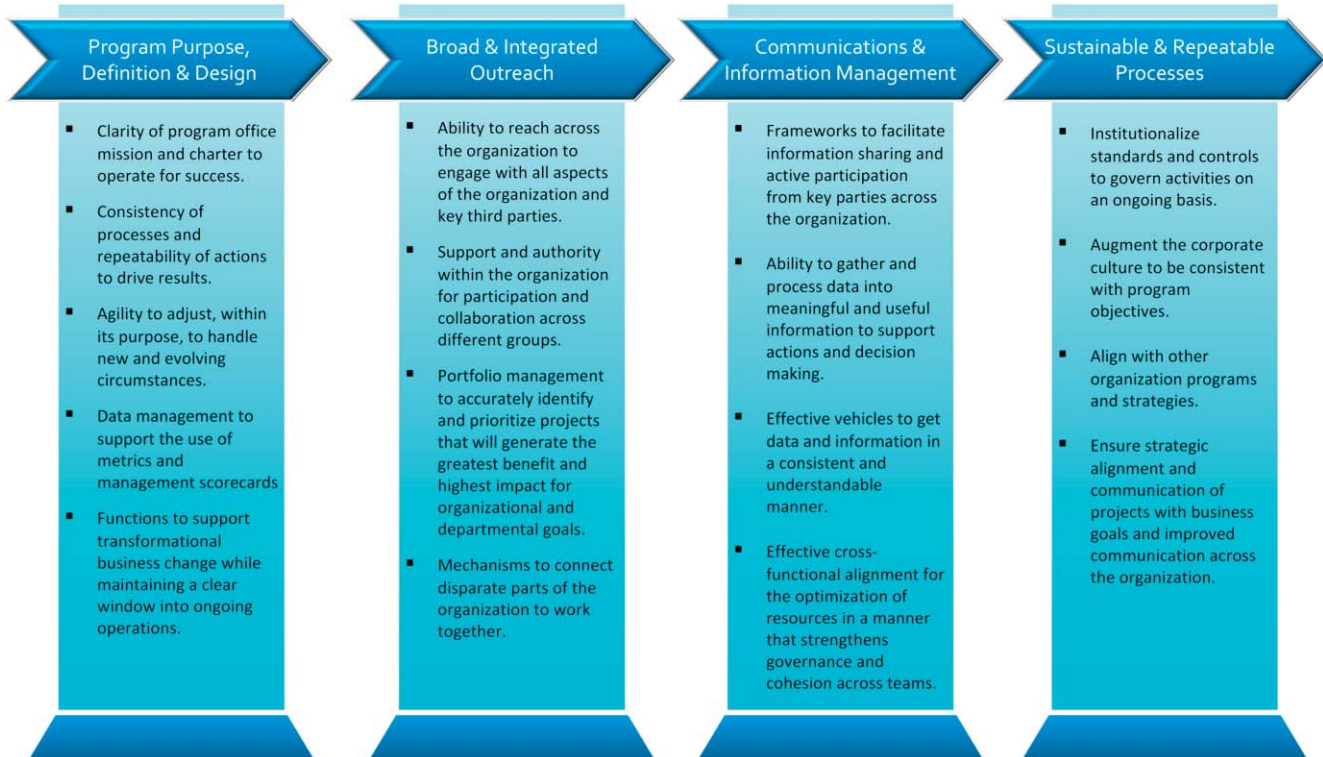 Program Purpose,
Definition & Design
▪ Clarity of program office
mission and charter to
operate for success.
▪ Consistency of
processes and
repeatability of actions
to drive results.
▪ Agility to adjust, within
its purpose, to handle
new and evolving
circumstances.
▪ Data management to
support the use of
metrics and
management scorecards
▪ Functions to support
transformational
business change while
maintaining a clear
window into ongoing
operations.
Broad & Integrated
Outreach
▪ Ability to reach across
the organization to
engage with all aspects
of the organization and
key third parties.
▪ Support and authority
within the organization
for participation and
collaboration across
different groups.
▪ Portfolio management
to accurately identify
and prioritize projects
that will generate the
greatest benefit and
highest impact for
organizational and
departmental goals.
▪ Mechanisms to connect
disparate parts of the
organization to work
together.
Communications &
Information Management
▪ Frameworks to facilitate
information sharing and
active participation
from key parties across
the organization.
▪ Ability to gather and
process data into
meaningful and useful
information to support
actions and decision
making.
▪ Effective vehicles to get
data and information in
a consistent and
understandable
manner.
▪ Effective cross-
functional alignment for
the optimization of
resources in a manner
that strengthens
governance and
cohesion across teams.
Sustainable & Repeatable
Processes
▪ Institutionalize
standards and controls
to govern activities on
an ongoing basis.
▪ Augment the corporate
culture to be consistent
with program
objectives.
▪ Align with other
organization programs
and strategies.
▪ Ensure strategic
alignment and
communication of
projects with business
goals and improved
communication across
the organization.